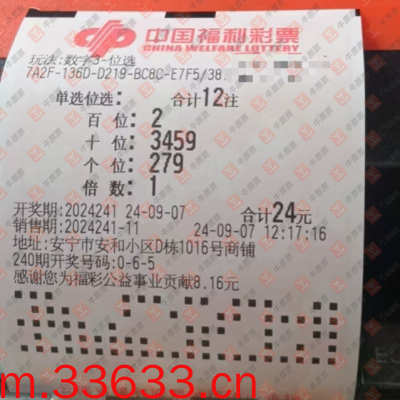 中国福利彩票
CHINA WELFARE LOTTERY
玩法:数字3-位选
7A2F-136D-D219-BC8C-E7F5/38.
单选位选: 合计12注
百位: 2
十位: 3459
个位: 279
倍数: 1
开奖期:2024241 24-09-07 合计24元
销售期:2024241-11 24-09-07 12:17:16
地址:安宁市安和小区D栋1016号商铺
240期开奖号码:0-6-5
感谢您为福彩公益事业贡献8.16元
m.33633.cn